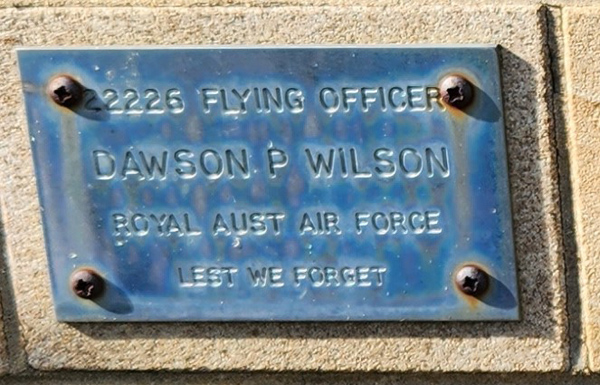 22226 FLYING OFFICER
DAWSON P WILSON
ROYAL AUST AIR FORCE
LEST WE FORGET